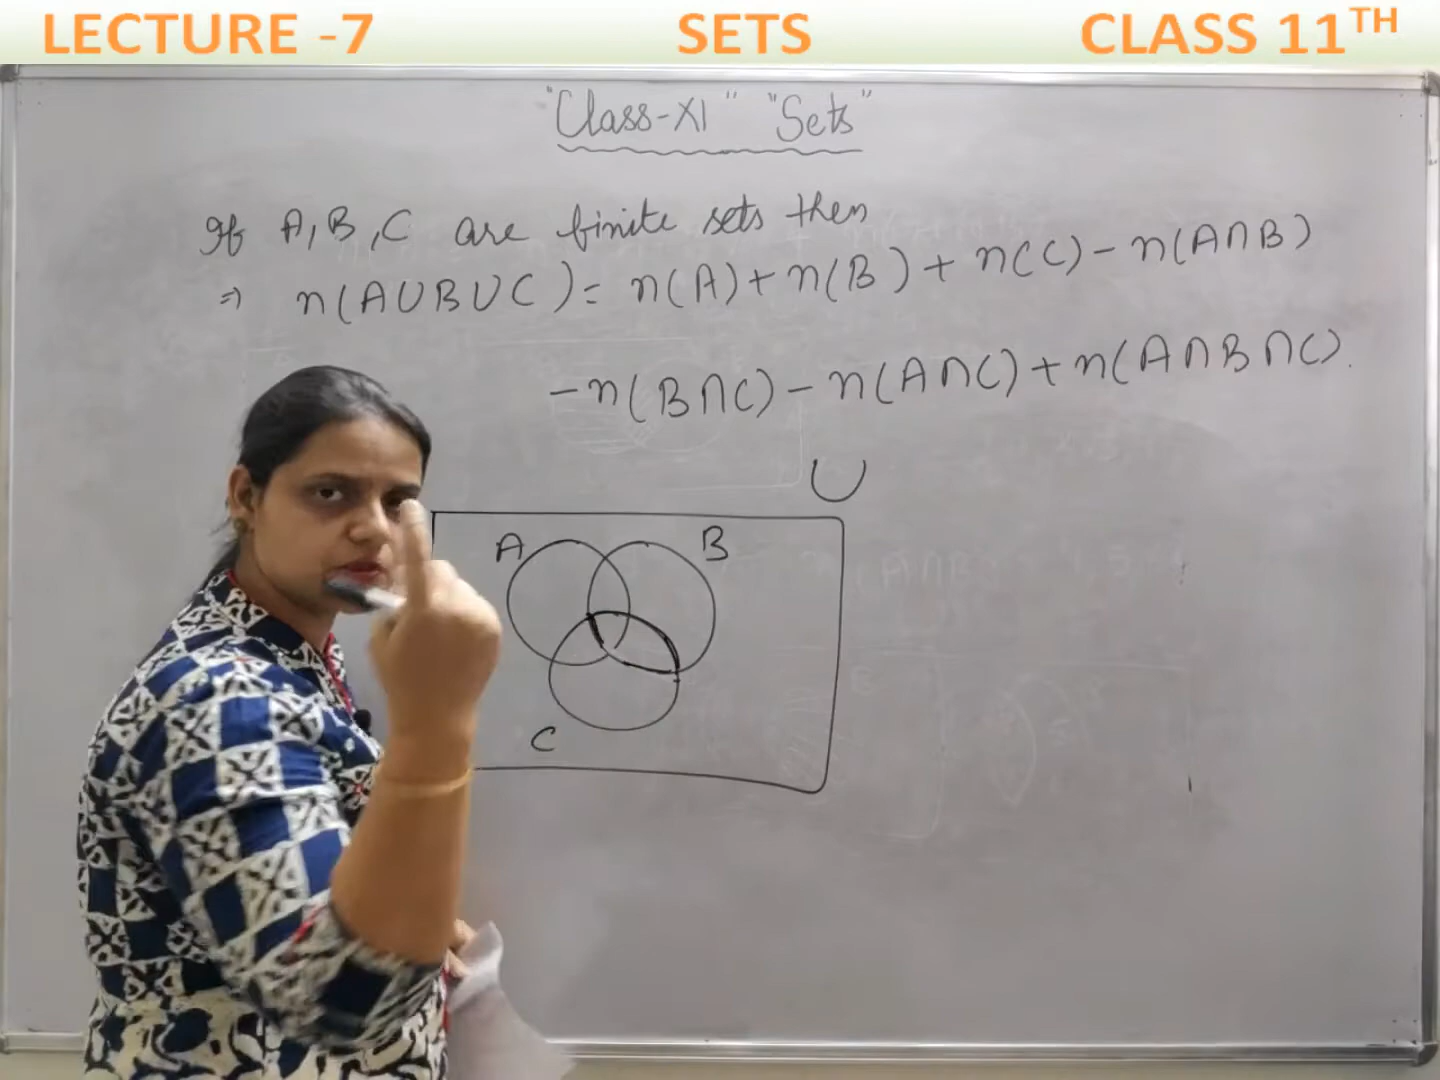 LECTURE -7 SETS CLASS 11TH
"Class-XI" "Sets"
If A, B, C are finite sets then
⇒ n(A∪B∪C) = n(A) + n(B) + n(C) - n(A∩B)
- n(B∩C) - n(A∩C) + n(A∩B∩C).
U
A B
C